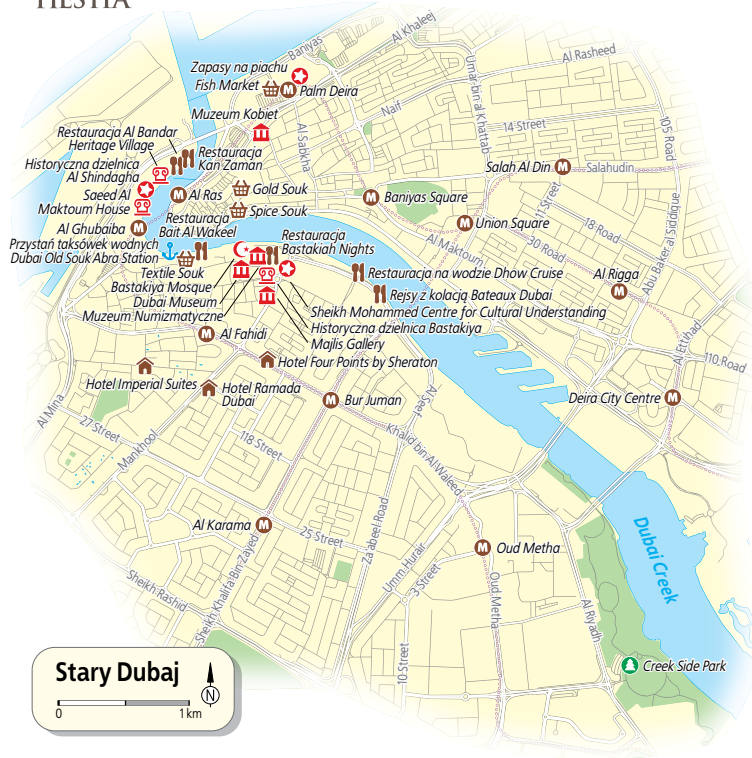 HESTIA
Baniyas
Al Khaleej
Zapasy na piachu
Fish Market
Palm Deira
Al Rasheed
Umar bin al Khattab
105 Road
Naif
Muzeum Kobiet
Al Sabkha
14 Street
Restauracja Al Bandar
Heritage Village
Restauracja
Kan Zaman
Historyczna dzielnica
Al Shindagha
Salah Al Din
Salahudin
Saeed Al
Maktoum House
Al Ras
Gold Souk
Baniyas Square
11 Street
Abu Baker al Siddique
Spice Souk
Al Ghubaiba
Restauracja
Bait Al Wakeel
Union Square
18 Road
Przystań taksówek wodnych
Dubai Old Souk Abra Station
Restauracja
Bastakiah Nights
Al Maktoum
30 Road
Textile Souk
Bastakiya Mosque
Dubai Museum
Muzeum Numizmatyczne
Restauracja na wodzie Dhow Cruise
Al Rigga
Rejsy z kolacją Bateaux Dubai
Sheikh Mohammed Centre for Cultural Understanding
Historyczna dzielnica Bastakiya
Majlis Gallery
Al Fahidi
Al Ittihad
110 Road
Hotel Four Points by Sheraton
Hotel Imperial Suites
Hotel Ramada
Dubai
Bur Juman
Al Seef
Deira City Centre
Al Mina
27 Street
Mankhool
118 Street
Khalid bin Al Waleed
Al Karama
25 Street
Za'abeel Road
Oud Metha
Dubai Creek
Umm Hurair
3 Street
Sheikh Rashid
Sheikh Khalifa Bin Zayed
Oud Metha
Al Riyadh
10 Street
Creek Side Park
Stary Dubaj
N
0
1 km
M
M
M
M
M
M
M
M
M
M
M
M